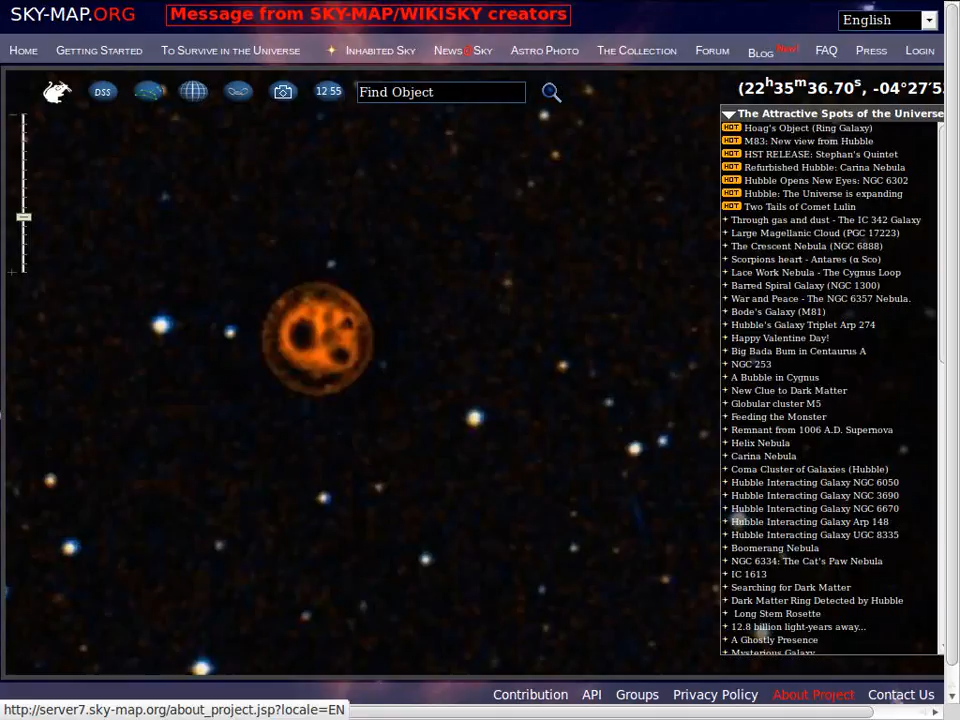 SKY-MAP.ORG
Message from SKY-MAP/WIKISKY creators
English
HOME GETTING STARTED TO SURVIVE IN THE UNIVERSE INHABITED SKY NEWS@SKY ASTRO PHOTO THE COLLECTION FORUM BLOG New! FAQ PRESS LOGIN
DSS
12 55
Find Object
(22h35m36.70s, -04°27'5
The Attractive Spots of the Universe
HOT Hoag's Object (Ring Galaxy)
HOT M83: New view from Hubble
HOT HST RELEASE: Stephan's Quintet
HOT Refurbished Hubble: Carina Nebula
HOT Hubble Opens New Eyes: NGC 6302
HOT Hubble: The Universe is expanding
HOT Two Tails of Comet Lulin
+ Through gas and dust - The IC 342 Galaxy
+ Large Magellanic Cloud (PGC 17223)
+ The Crescent Nebula (NGC 6888)
+ Scorpions heart - Antares (α Sco)
+ Lace Work Nebula - The Cygnus Loop
+ Barred Spiral Galaxy (NGC 1300)
+ War and Peace - The NGC 6357 Nebula.
+ Bode's Galaxy (M81)
+ Hubble's Galaxy Triplet Arp 274
+ Happy Valentine Day!
+ Big Bada Bum in Centaurus A
+ NGC 253
+ A Bubble in Cygnus
+ New Clue to Dark Matter
+ Globular cluster M5
+ Feeding the Monster
+ Remnant from 1006 A.D. Supernova
+ Helix Nebula
+ Carina Nebula
+ Coma Cluster of Galaxies (Hubble)
+ Hubble Interacting Galaxy NGC 6050
+ Hubble Interacting Galaxy NGC 3690
+ Hubble Interacting Galaxy NGC 6670
+ Hubble Interacting Galaxy Arp 148
+ Hubble Interacting Galaxy UGC 8335
+ Boomerang Nebula
+ NGC 6334: The Cat's Paw Nebula
+ IC 1613
+ Searching for Dark Matter
+ Dark Matter Ring Detected by Hubble
+ Long Stem Rosette
+ 12.8 billion light-years away...
+ A Ghostly Presence
+ Mysterious Galaxy
Contribution API Groups Privacy Policy About Project Contact Us
http://server7.sky-map.org/about_project.jsp?locale=EN